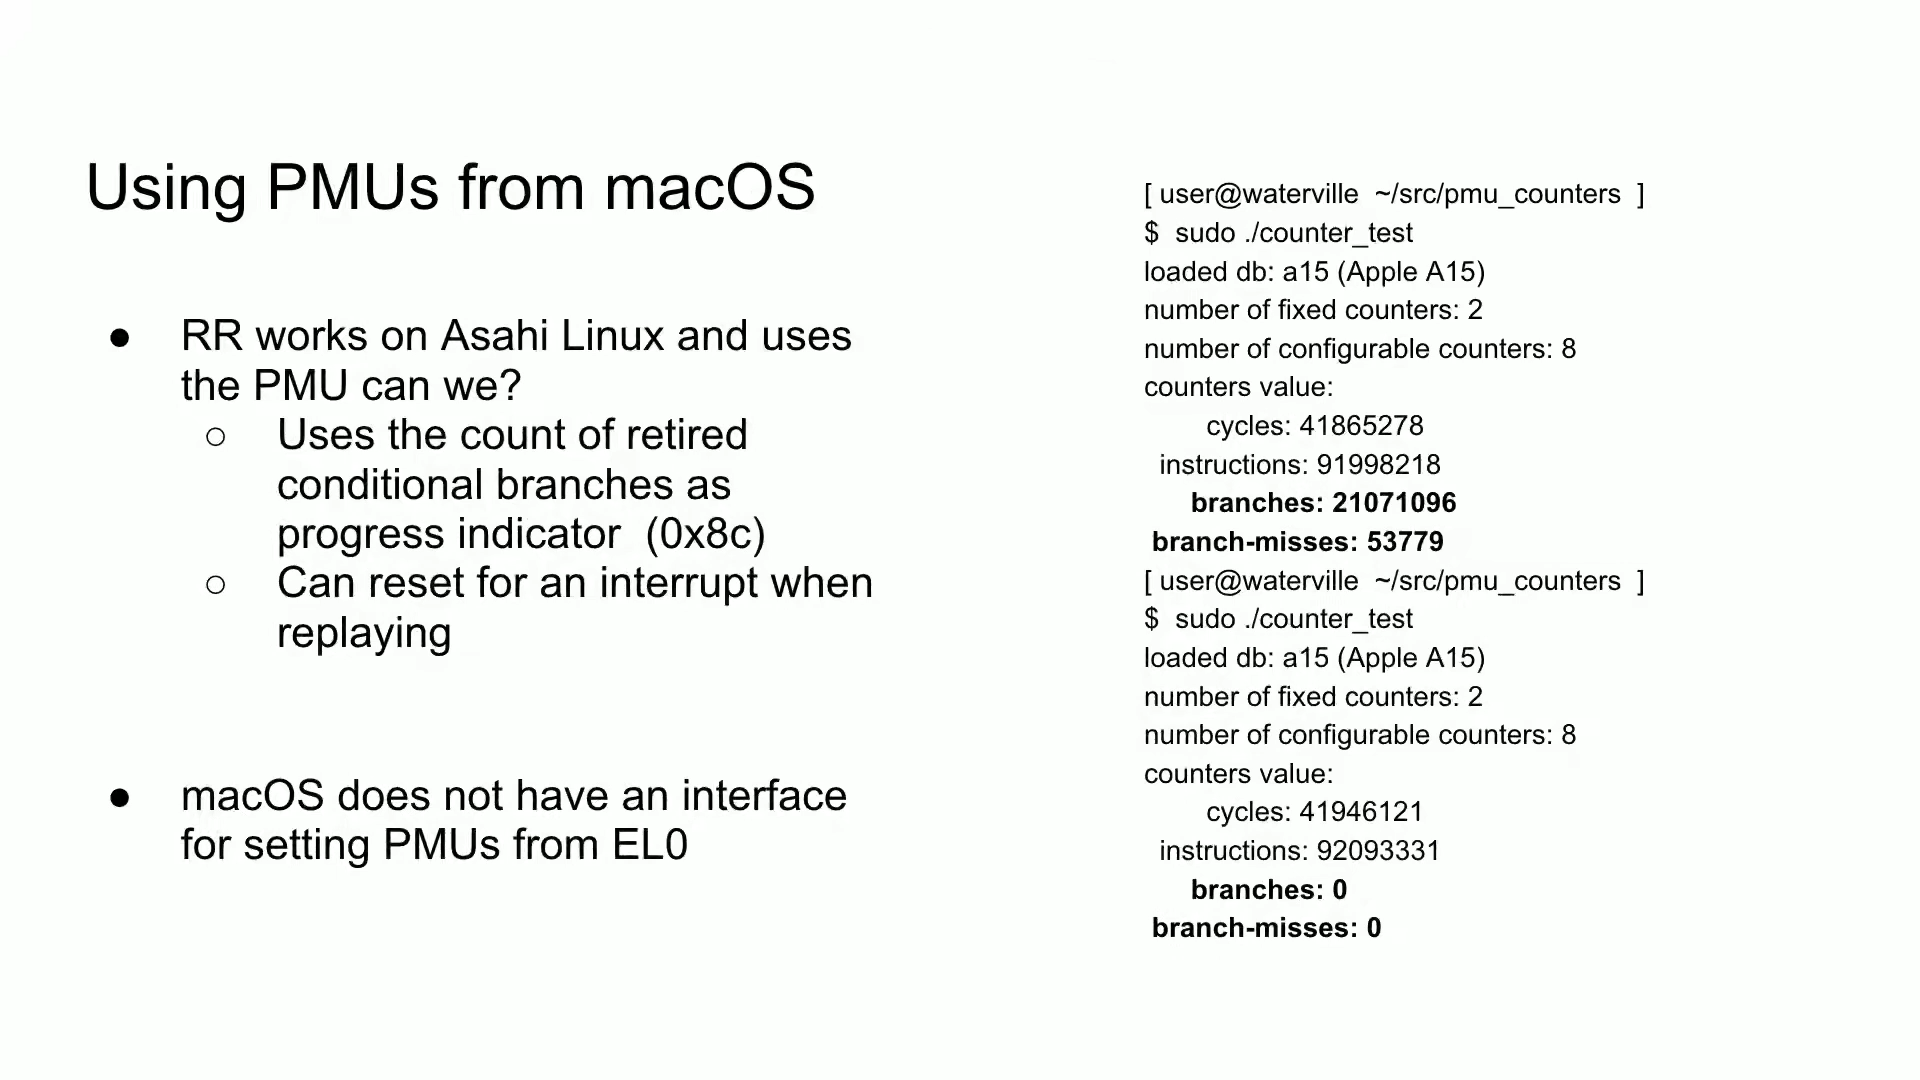 Using PMUs from macOS
● RR works on Asahi Linux and uses
the PMU can we?
○ Uses the count of retired
conditional branches as
progress indicator (0x8c)
○ Can reset for an interrupt when
replaying
● macOS does not have an interface
for setting PMUs from EL0
[ user@waterville ~/src/pmu_counters ]
$ sudo ./counter_test
loaded db: a15 (Apple A15)
number of fixed counters: 2
number of configurable counters: 8
counters value:
cycles: 41865278
instructions: 91998218
branches: 21071096
branch-misses: 53779
[ user@waterville ~/src/pmu_counters ]
$ sudo ./counter_test
loaded db: a15 (Apple A15)
number of fixed counters: 2
number of configurable counters: 8
counters value:
cycles: 41946121
instructions: 92093331
branches: 0
branch-misses: 0